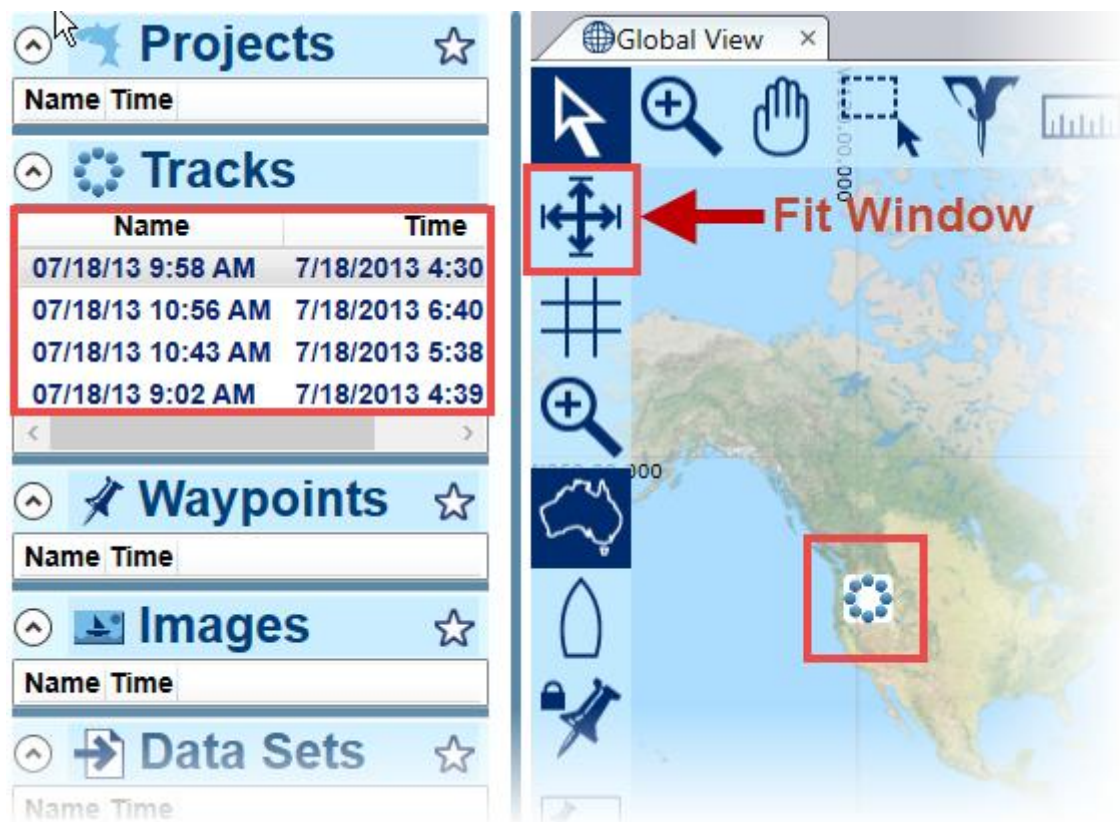 Projects
Name Time
Tracks
Name Time
07/18/13 9:58 AM 7/18/2013 4:30
07/18/13 10:56 AM 7/18/2013 6:40
07/18/13 10:43 AM 7/18/2013 5:38
07/18/13 9:02 AM 7/18/2013 4:39
Waypoints
Name Time
Images
Name Time
Data Sets
Name Time
Global View ×
Fit Window